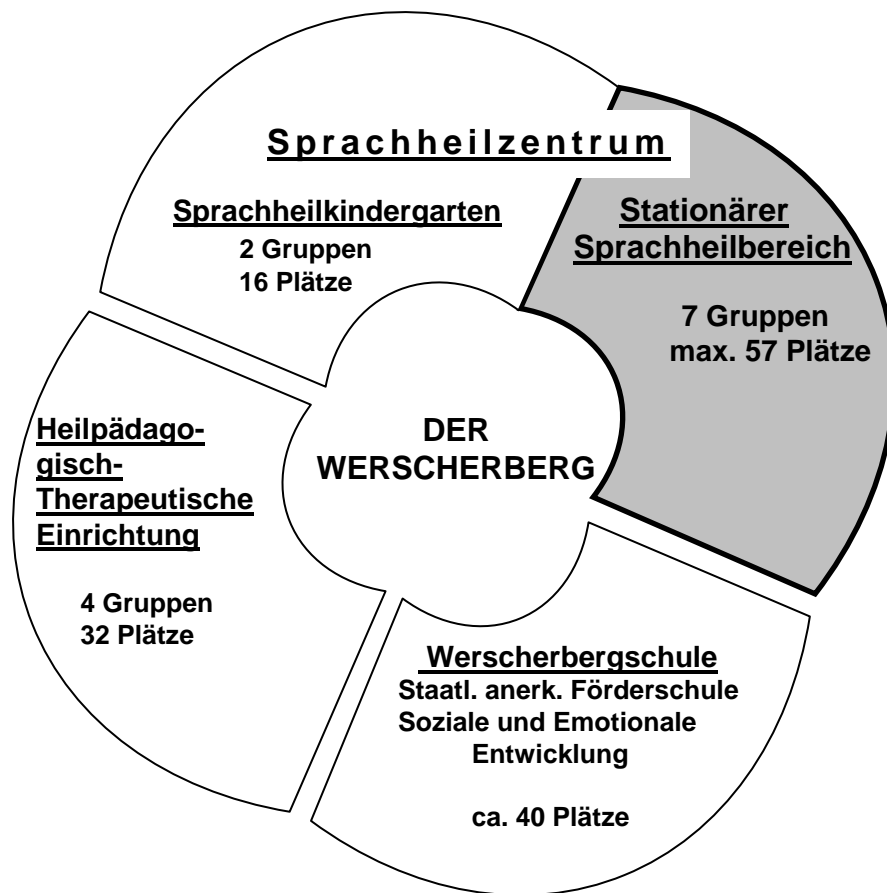 Sprachheilzentrum
Sprachheilkindergarten
2 Gruppen
16 Plätze
Stationärer
Sprachheilbereich
7 Gruppen
max. 57 Plätze
DER
WERSCHERBERG
Heilpädago-
gisch-
Therapeutische
Einrichtung
4 Gruppen
32 Plätze
Werscherbergschule
Staatl. anerk. Förderschule
Soziale und Emotionale
Entwicklung
ca. 40 Plätze